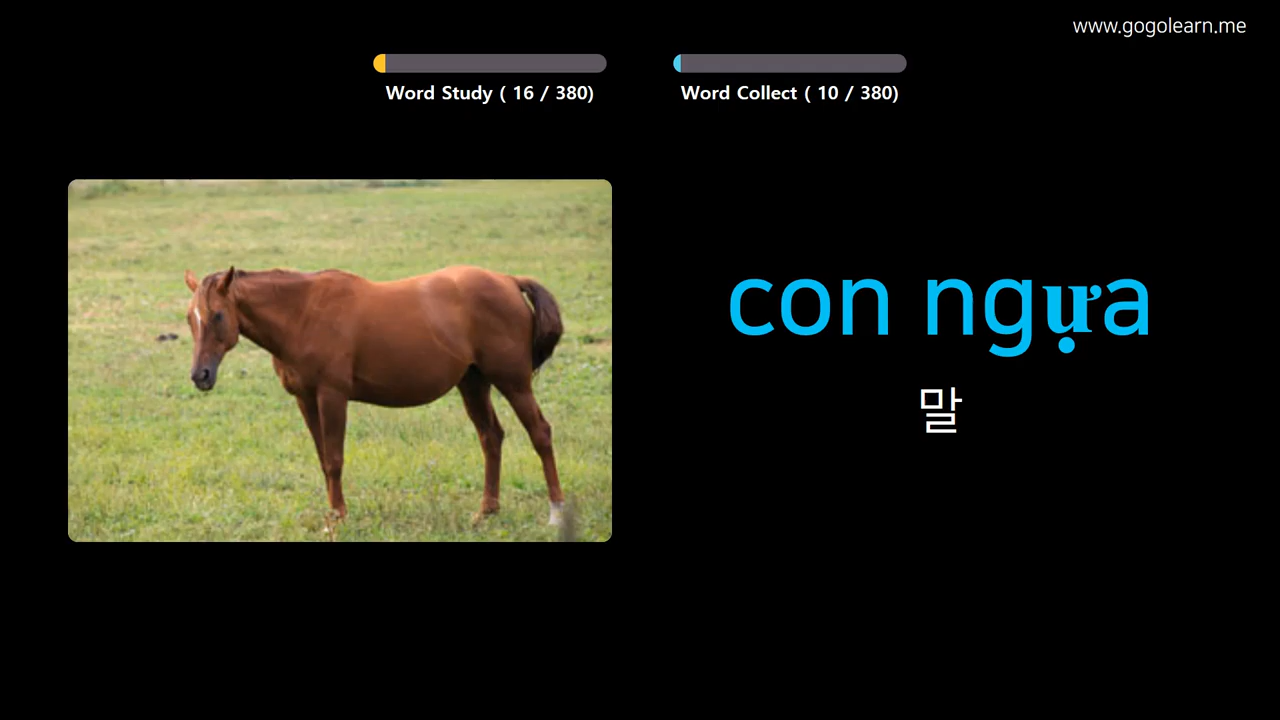 www.gogolearn.me
Word Study ( 16 / 380)
Word Collect ( 10 / 380)
con ngựa
말